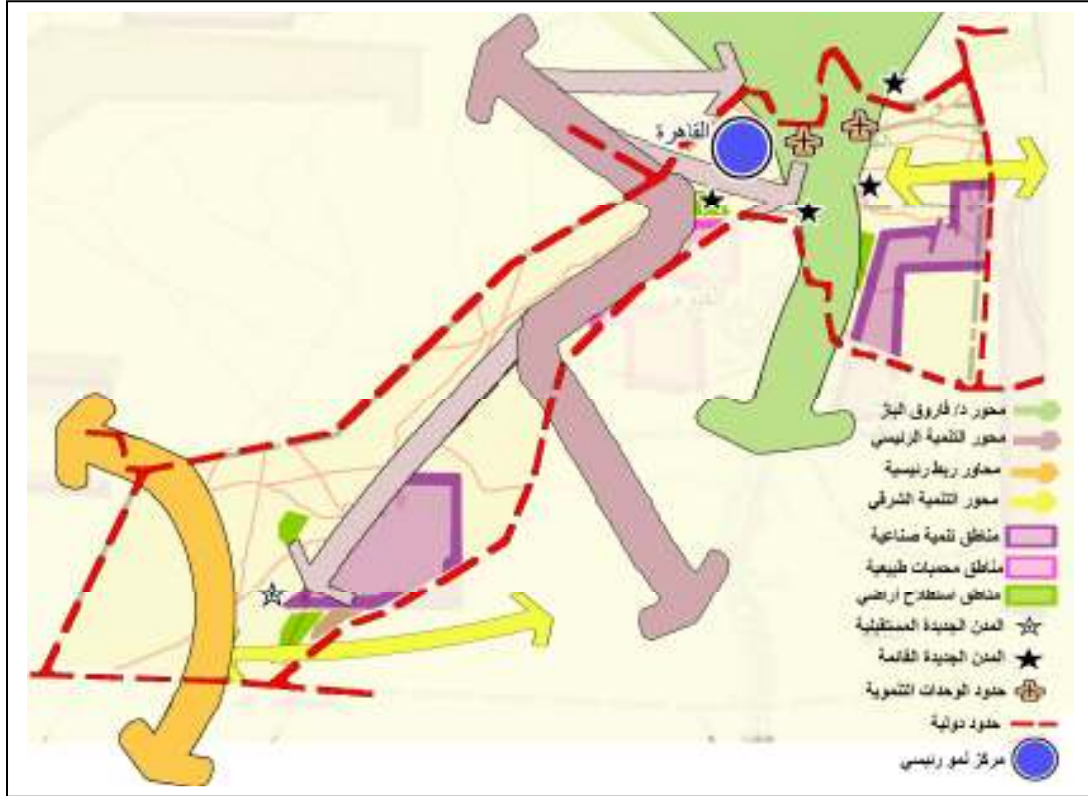 القاهرة
محور د/ فاروق الباز
محور التنمية الرئيسي
محاور ربط رئيسية
محور التنمية الشرقي
مناطق تنمية صناعية
مناطق محميات طبيعية
مناطق استصلاح اراضي
المدن الجديدة المستقبلية
المدن الجديدة القائمة
حدود الوحدات التنموية
حدود دولية
مركز نمو رئيسي